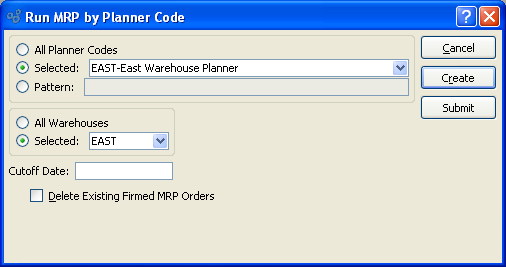 Run MRP by Planner Code
All Planner Codes
Selected: EAST-East Warehouse Planner
Pattern:
Cancel
Create
Submit
All Warehouses
Selected: EAST
Cutoff Date:
Delete Existing Firmed MRP Orders